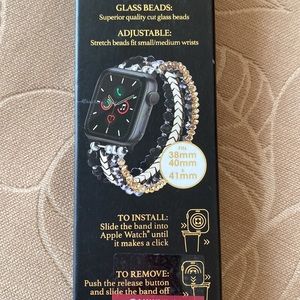 GLASS BEADS:
Superior quality cut glass beads
ADJUSTABLE:
Stretch beads fit small/medium wrists
Fits
38mm
40mm
&
41mm
TO INSTALL:
Slide the band into
Apple Watch® until
it makes a click
TO REMOVE:
Push the release button
and slide the band off